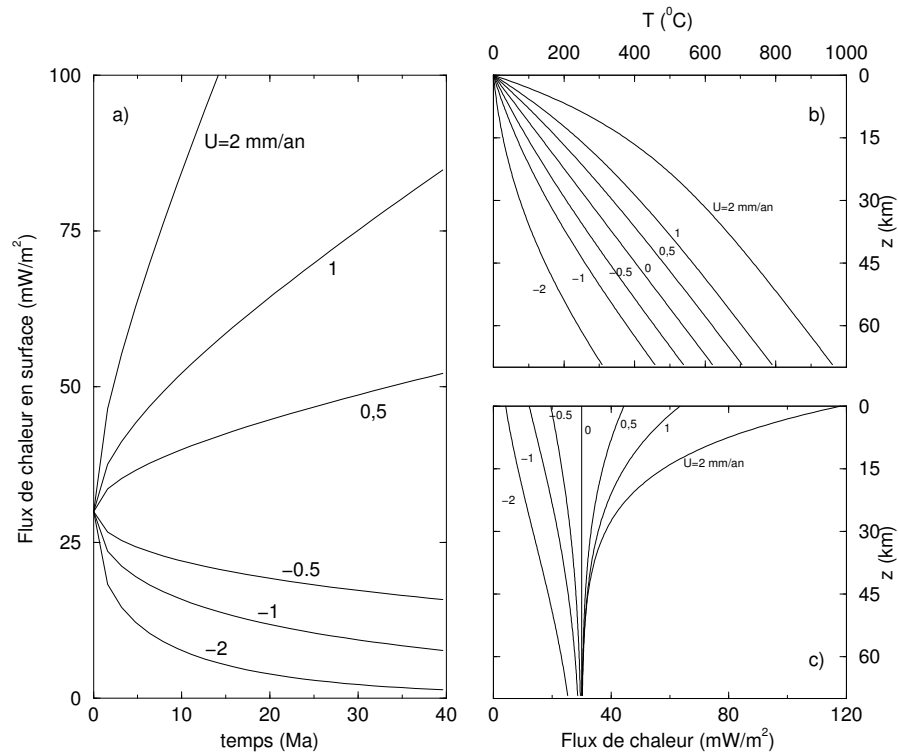 a)
Flux de chaleur en surface (mW/m²)
100
75
50
25
0
0 10 20 30 40
temps (Ma)
U=2 mm/an
1
0,5
−0.5
−1
−2
T (⁰C)
0 200 400 600 800 1000
b)
0
15
30
45
60
z (km)
U=2 mm/an
1
0,5
0
−0.5
−1
−2
0
15
30
45
60
z (km)
−0.5
0
0,5
1
U=2 mm/an
−1
−2
c)
0 40 80 120
Flux de chaleur (mW/m²)